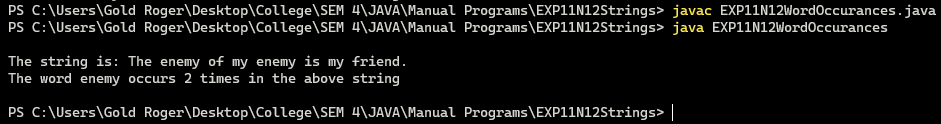 PS C:\Users\Gold Roger\Desktop\College\SEM 4\JAVA\Manual Programs\EXP11N12Strings> javac EXP11N12WordOccurances.java
PS C:\Users\Gold Roger\Desktop\College\SEM 4\JAVA\Manual Programs\EXP11N12Strings> java EXP11N12WordOccurances
The string is: The enemy of my enemy is my friend.
The word enemy occurs 2 times in the above string
PS C:\Users\Gold Roger\Desktop\College\SEM 4\JAVA\Manual Programs\EXP11N12Strings>